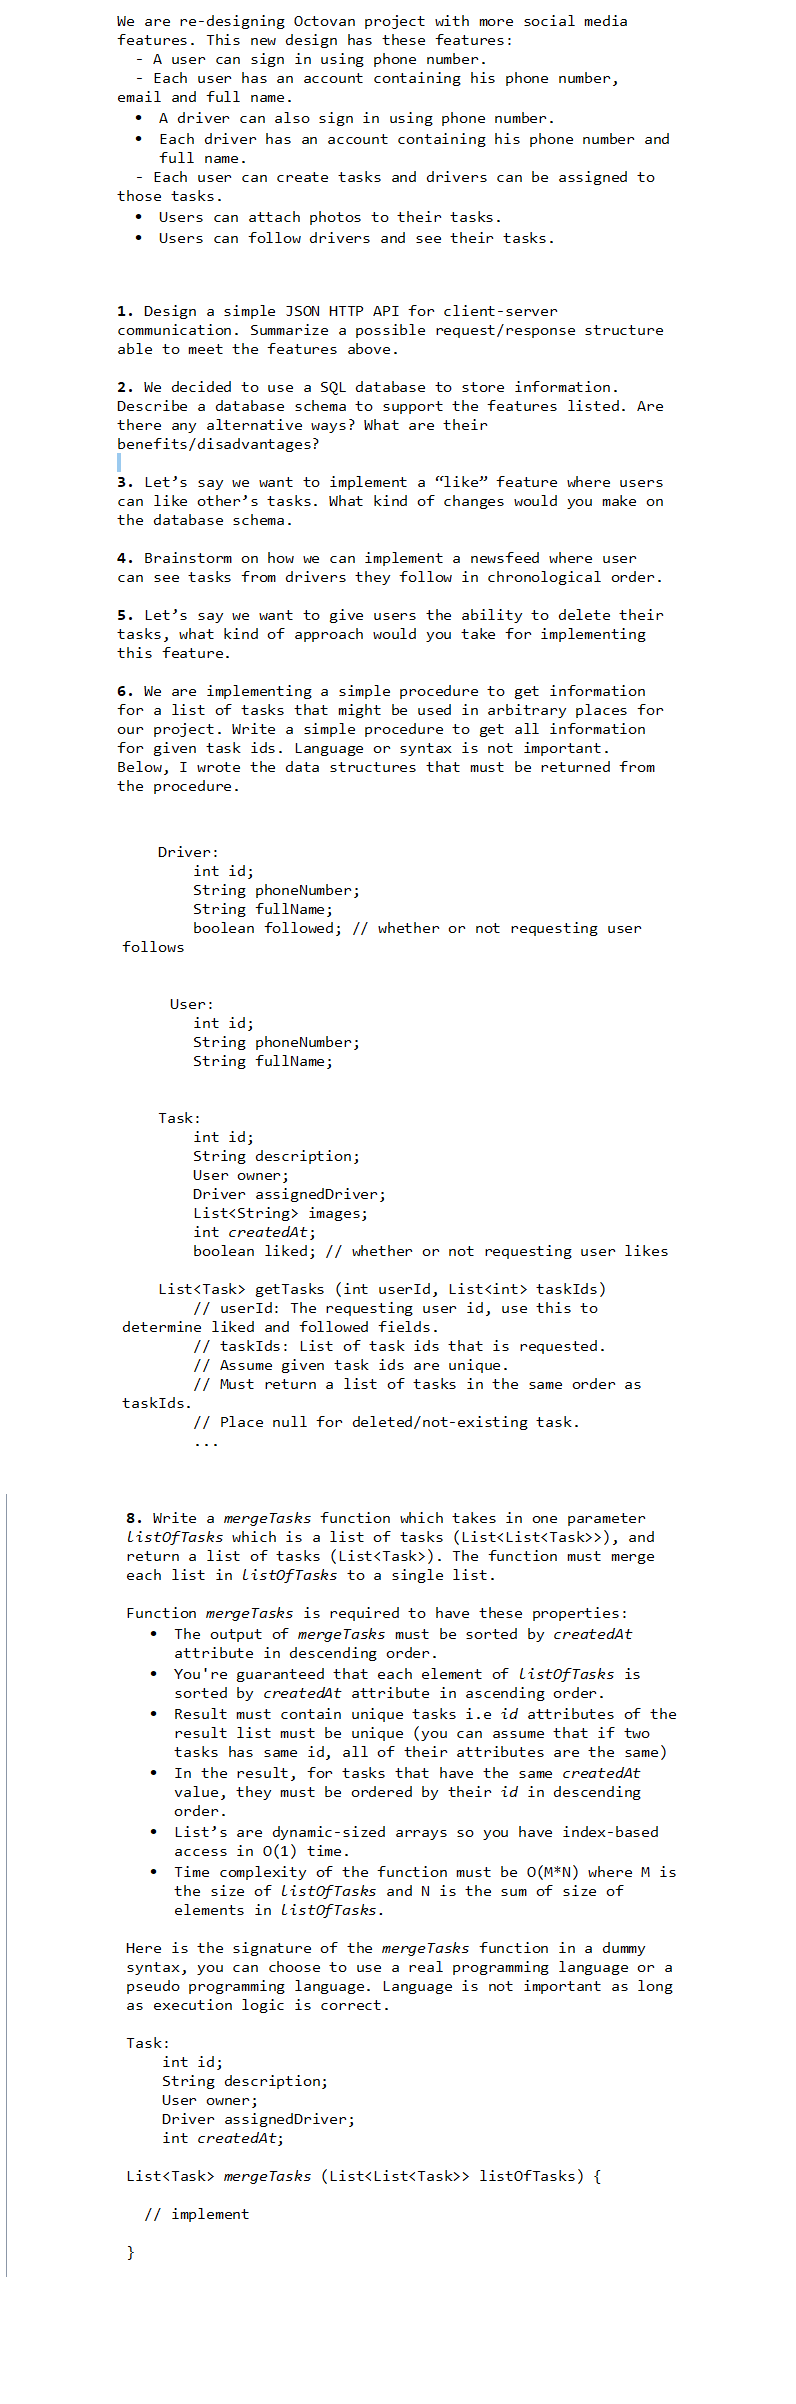 We are re-designing Octovan project with more social media
features. This new design has these features:
- A user can sign in using phone number.
- Each user has an account containing his phone number,
email and full name.
• A driver can also sign in using phone number.
• Each driver has an account containing his phone number and
full name.
- Each user can create tasks and drivers can be assigned to
those tasks.
• Users can attach photos to their tasks.
• Users can follow drivers and see their tasks.
1. Design a simple JSON HTTP API for client-server
communication. Summarize a possible request/response structure
able to meet the features above.
2. We decided to use a SQL database to store information.
Describe a database schema to support the features listed. Are
there any alternative ways? What are their
benefits/disadvantages?
3. Let’s say we want to implement a “like” feature where users
can like other’s tasks. What kind of changes would you make on
the database schema.
4. Brainstorm on how we can implement a newsfeed where user
can see tasks from drivers they follow in chronological order.
5. Let’s say we want to give users the ability to delete their
tasks, what kind of approach would you take for implementing
this feature.
6. We are implementing a simple procedure to get information
for a list of tasks that might be used in arbitrary places for
our project. Write a simple procedure to get all information
for given task ids. Language or syntax is not important.
Below, I wrote the data structures that must be returned from
the procedure.
Driver:
int id;
String phoneNumber;
String fullName;
boolean followed; // whether or not requesting user
follows
User:
int id;
String phoneNumber;
String fullName;
Task:
int id;
String description;
User owner;
Driver assignedDriver;
List<String> images;
int createdAt;
boolean liked; // whether or not requesting user likes
List<Task> getTasks (int userId, List<int> taskIds)
// userId: The requesting user id, use this to
determine liked and followed fields.
// taskIds: List of task ids that is requested.
// Assume given task ids are unique.
// Must return a list of tasks in the same order as
taskIds.
// Place null for deleted/not-existing task.
...
8. Write a mergeTasks function which takes in one parameter
listOfTasks which is a list of tasks (List<List<Task>>), and
return a list of tasks (List<Task>). The function must merge
each list in listOfTasks to a single list.
Function mergeTasks is required to have these properties:
• The output of mergeTasks must be sorted by createdAt
attribute in descending order.
• You're guaranteed that each element of listOfTasks is
sorted by createdAt attribute in ascending order.
• Result must contain unique tasks i.e id attributes of the
result list must be unique (you can assume that if two
tasks has same id, all of their attributes are the same)
• In the result, for tasks that have the same createdAt
value, they must be ordered by their id in descending
order.
• List’s are dynamic-sized arrays so you have index-based
access in O(1) time.
• Time complexity of the function must be O(M*N) where M is
the size of listOfTasks and N is the sum of size of
elements in listOfTasks.
Here is the signature of the mergeTasks function in a dummy
syntax, you can choose to use a real programming language or a
pseudo programming language. Language is not important as long
as execution logic is correct.
Task:
int id;
String description;
User owner;
Driver assignedDriver;
int createdAt;
List<Task> mergeTasks (List<List<Task>> listOfTasks) {
// implement
}